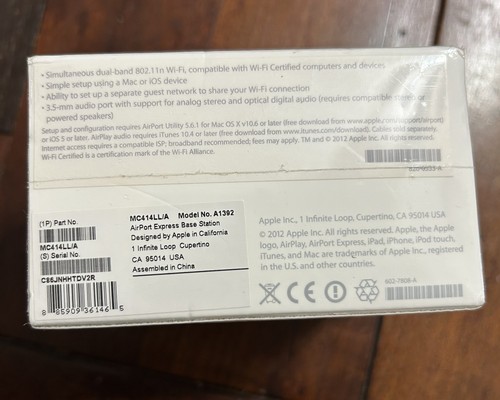 • Simultaneous dual-band 802.11n Wi-Fi, compatible with Wi-Fi Certified computers and devices
• Simple setup using a Mac or iOS device
• Ability to set up a separate guest network to share your Wi-Fi connection
• 3.5-mm audio port with support for analog stereo and optical digital audio (requires compatible stereo or
powered speakers)
Setup and configuration requires AirPort Utility 5.6.1 for Mac OS X v10.6 or later (free download from www.apple.com/support/airport)
or iOS 5 or later. AirPlay audio requires iTunes 10.4 or later (free download from www.itunes.com/download). Cables sold separately.
Internet access requires a compatible ISP; broadband recommended; fees may apply. TM and © 2012 Apple Inc. All rights reserved.
Wi-Fi Certified is a certification mark of the Wi-Fi Alliance.
(1P) Part No.
MC414LL/A
(S) Serial No.
C86JNHHTDV2R
8 85909 36146 5
MC414LL/A Model No. A1392
AirPort Express Base Station
Designed by Apple in California
1 Infinite Loop Cupertino
CA 95014 USA
Assembled in China
Apple Inc., 1 Infinite Loop, Cupertino, CA 95014 USA
© 2012 Apple Inc. All rights reserved. Apple, the Apple
logo, AirPlay, AirPort Express, iPad, iPhone, iPod touch,
iTunes, and Mac are trademarks of Apple Inc., registered
in the U.S. and other countries.
602-7808-A